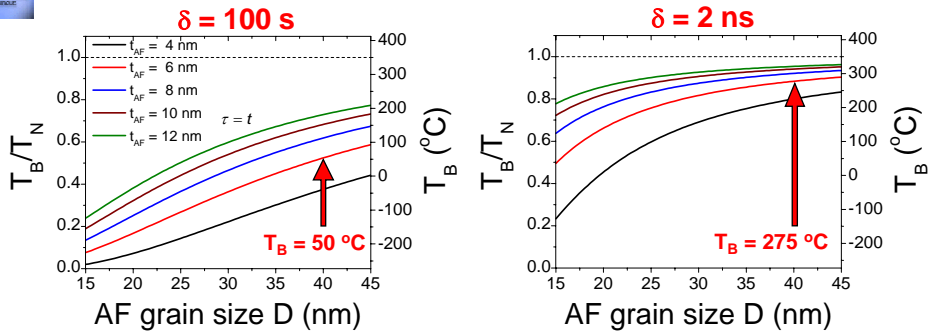 δ = 100 s
δ = 2 ns
1.0
0.8
0.6
0.4
0.2
0.0
T_B/T_N
t_AF = 4 nm
t_AF = 6 nm
t_AF = 8 nm
t_AF = 10 nm
t_AF = 12 nm
τ = t
T_B = 50 °C
400
300
200
100
0
-100
-200
T_B (°C)
15 20 25 30 35 40 45
AF grain size D (nm)
1.0
0.8
0.6
0.4
0.2
0.0
T_B/T_N
T_B = 275 °C
400
300
200
100
0
-100
-200
T_B (°C)
15 20 25 30 35 40 45
AF grain size D (nm)